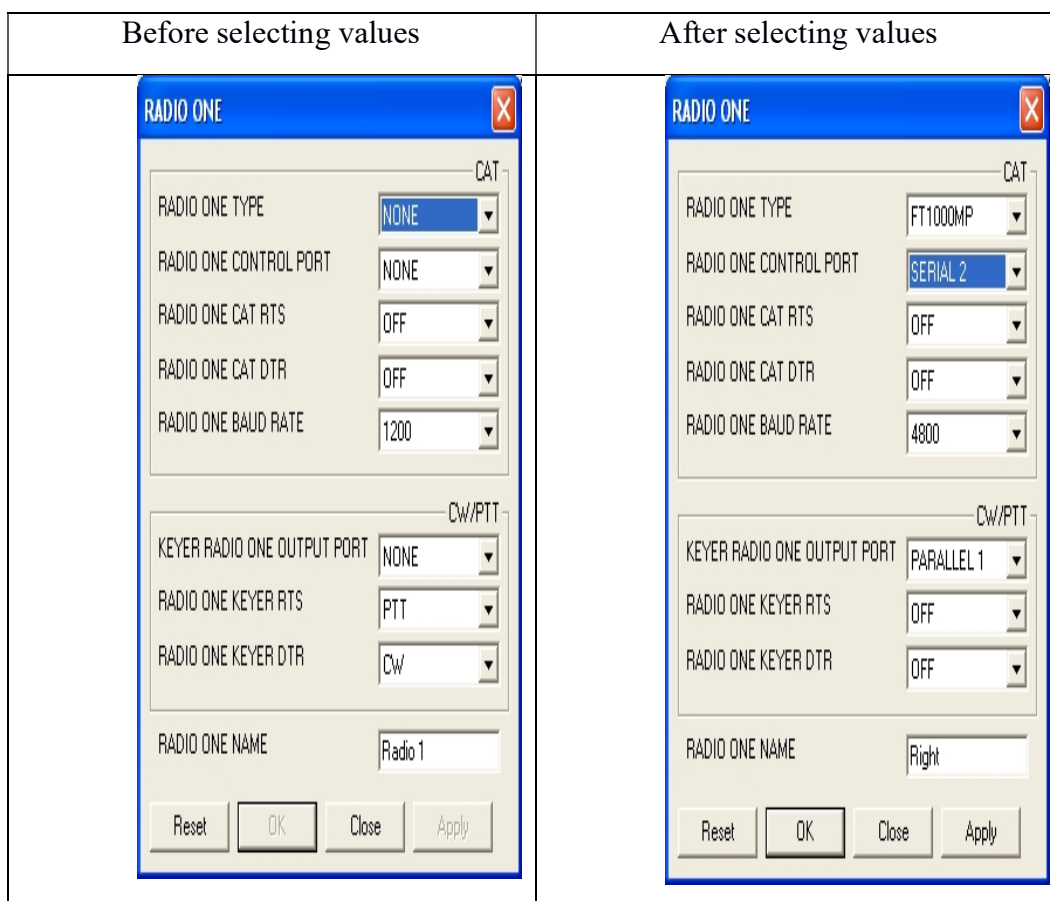 Before selecting values
After selecting values
RADIO ONE
CAT
RADIO ONE TYPE
NONE
RADIO ONE CONTROL PORT
NONE
RADIO ONE CAT RTS
OFF
RADIO ONE CAT DTR
OFF
RADIO ONE BAUD RATE
1200
CW/PTT
KEYER RADIO ONE OUTPUT PORT
NONE
RADIO ONE KEYER RTS
PTT
RADIO ONE KEYER DTR
CW
RADIO ONE NAME
Radio 1
Reset OK Close Apply
RADIO ONE
CAT
RADIO ONE TYPE
FT1000MP
RADIO ONE CONTROL PORT
SERIAL 2
RADIO ONE CAT RTS
OFF
RADIO ONE CAT DTR
OFF
RADIO ONE BAUD RATE
4800
CW/PTT
KEYER RADIO ONE OUTPUT PORT
PARALLEL 1
RADIO ONE KEYER RTS
OFF
RADIO ONE KEYER DTR
OFF
RADIO ONE NAME
Right
Reset OK Close Apply